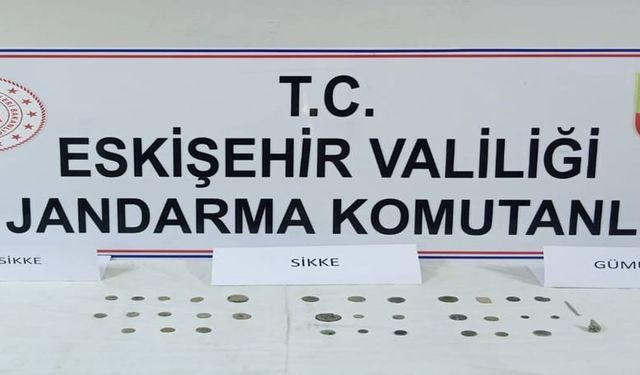 T.C.
ESKİŞEHİR VALİLİĞİ
JANDARMA KOMUTANL
SİKKE
SİKKE
GÜMÜ